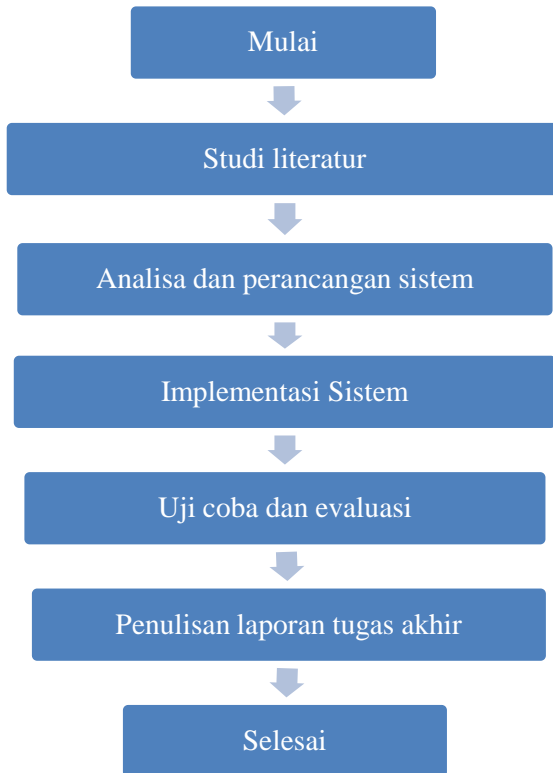 Mulai
Studi literatur
Analisa dan perancangan sistem
Implementasi Sistem
Uji coba dan evaluasi
Penulisan laporan tugas akhir
Selesai